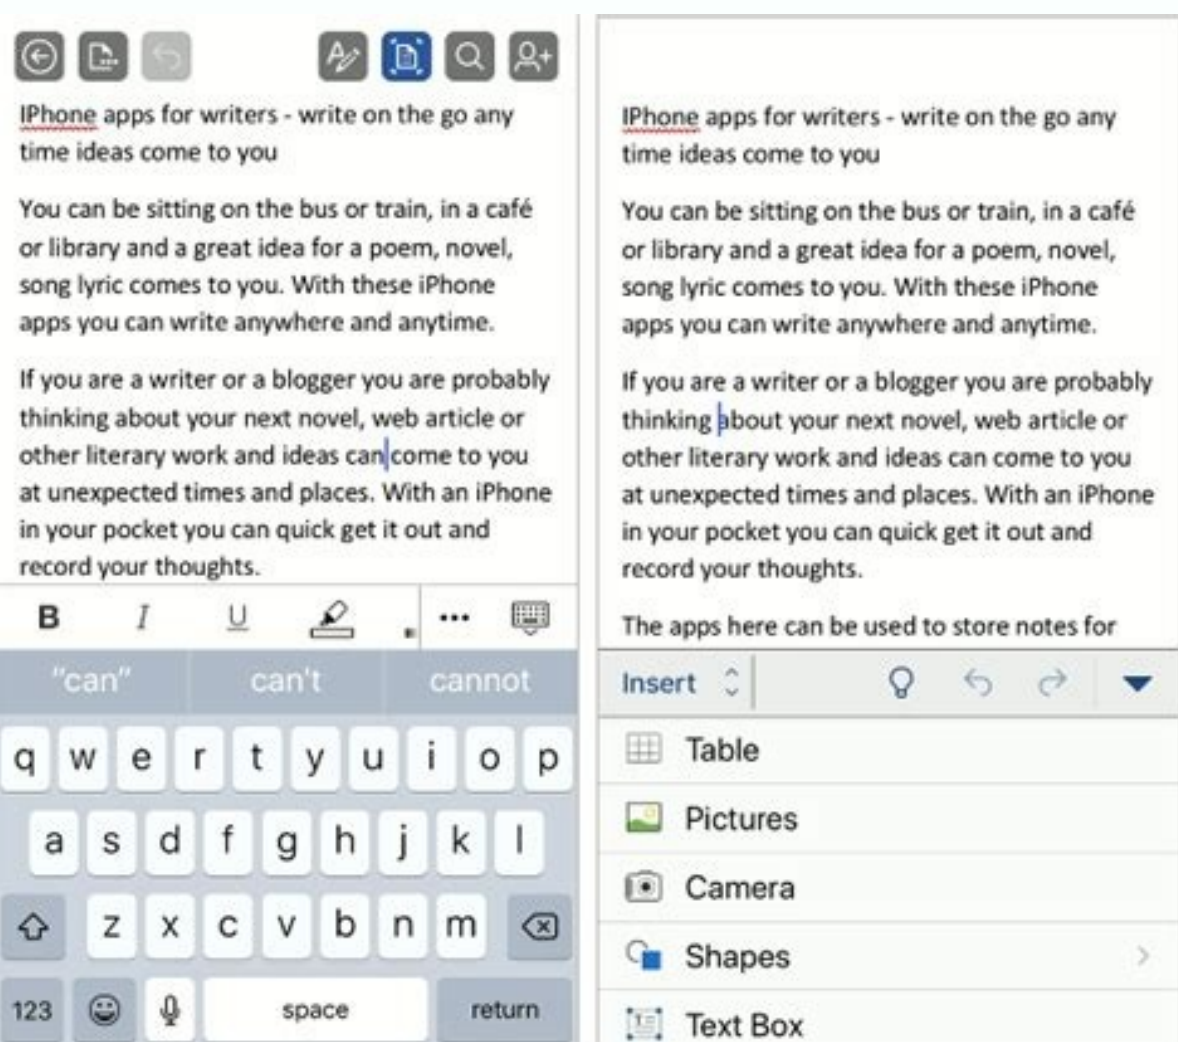 IPhone apps for writers - write on the go any
time ideas come to you
You can be sitting on the bus or train, in a café
or library and a great idea for a poem, novel,
song lyric comes to you. With these iPhone
apps you can write anywhere and anytime.
If you are a writer or a blogger you are probably
thinking about your next novel, web article or
other literary work and ideas can come to you
at unexpected times and places. With an iPhone
in your pocket you can quick get it out and
record your thoughts.
B I U
"can" can't cannot
q w e r t y u i o p
a s d f g h j k l
z x c v b n m
123 space return
IPhone apps for writers - write on the go any
time ideas come to you
You can be sitting on the bus or train, in a café
or library and a great idea for a poem, novel,
song lyric comes to you. With these iPhone
apps you can write anywhere and anytime.
If you are a writer or a blogger you are probably
thinking about your next novel, web article or
other literary work and ideas can come to you
at unexpected times and places. With an iPhone
in your pocket you can quick get it out and
record your thoughts.
The apps here can be used to store notes for
Insert
Table
Pictures
Camera
Shapes
Text Box